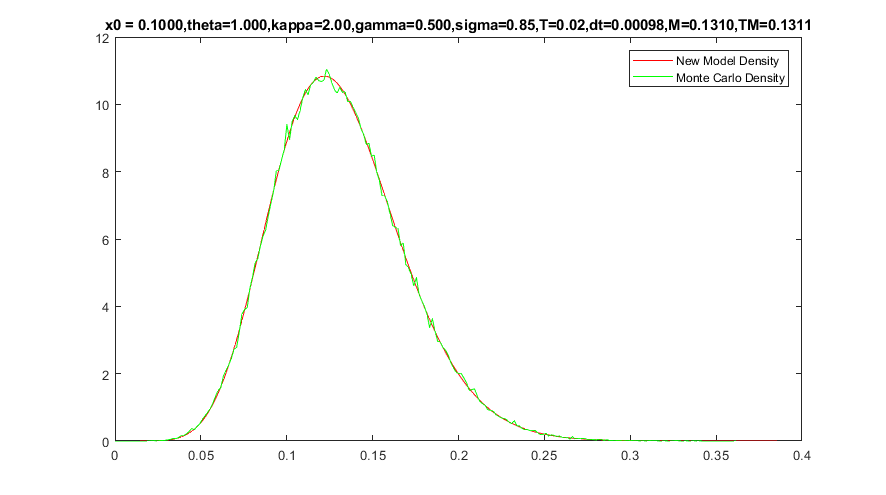 x0 = 0.1000,theta=1.000,kappa=2.00,gamma=0.500,sigma=0.85,T=0.02,dt=0.00098,M=0.1310,TM=0.1311
12
New Model Density
Monte Carlo Density
10
8
6
4
2
0
0 0.05 0.1 0.15 0.2 0.25 0.3 0.35 0.4